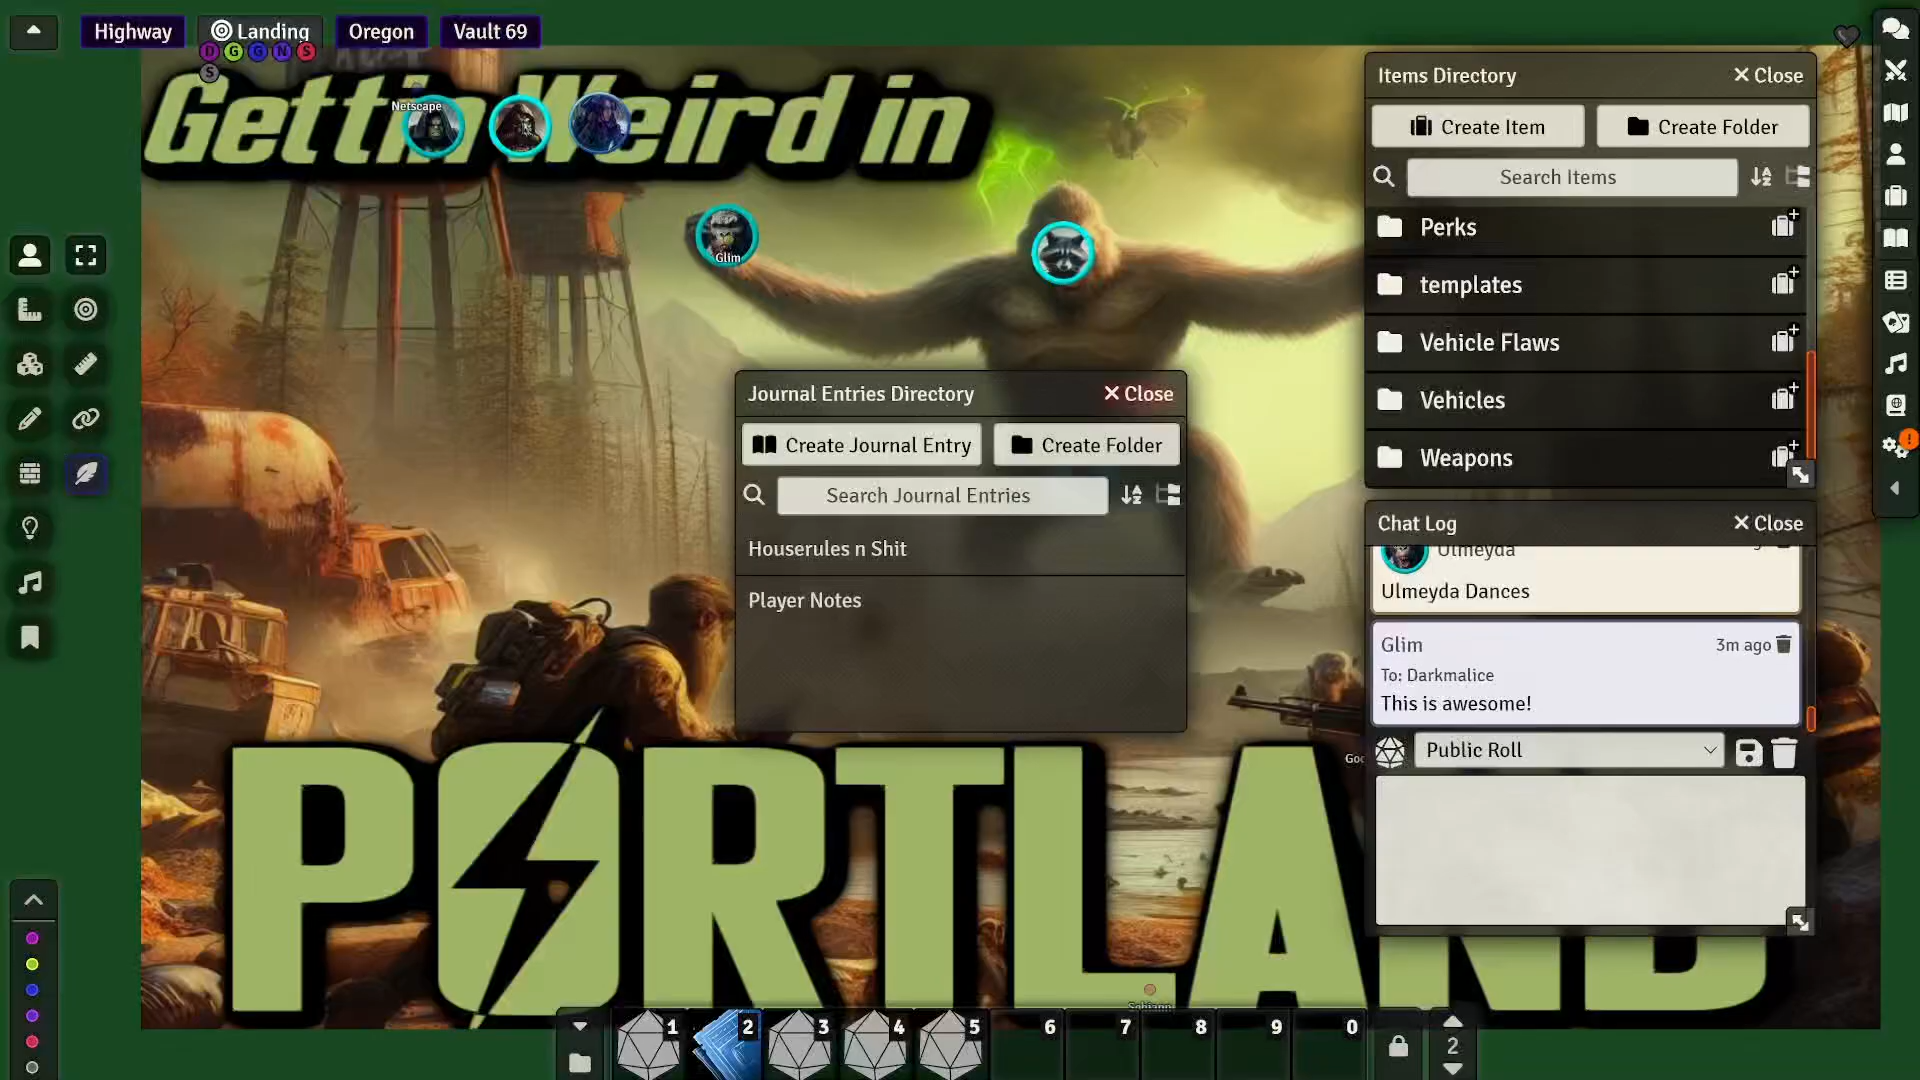 Highway
Landing
Oregon
Vault 69
D G G N S
S
Gettin Weird in
Netscape
Glim
PORTLAND
Items Directory
Close
Create Item
Create Folder
Search Items
Perks
templates
Vehicle Flaws
Vehicles
Weapons
Journal Entries Directory
Close
Create Journal Entry
Create Folder
Search Journal Entries
Houserules n Shit
Player Notes
Chat Log
Close
Ulmeyda
Ulmeyda Dances
Glim
3m ago
To: Darkmalice
This is awesome!
Public Roll
1 2 3 4 5 6 7 8 9 0
2